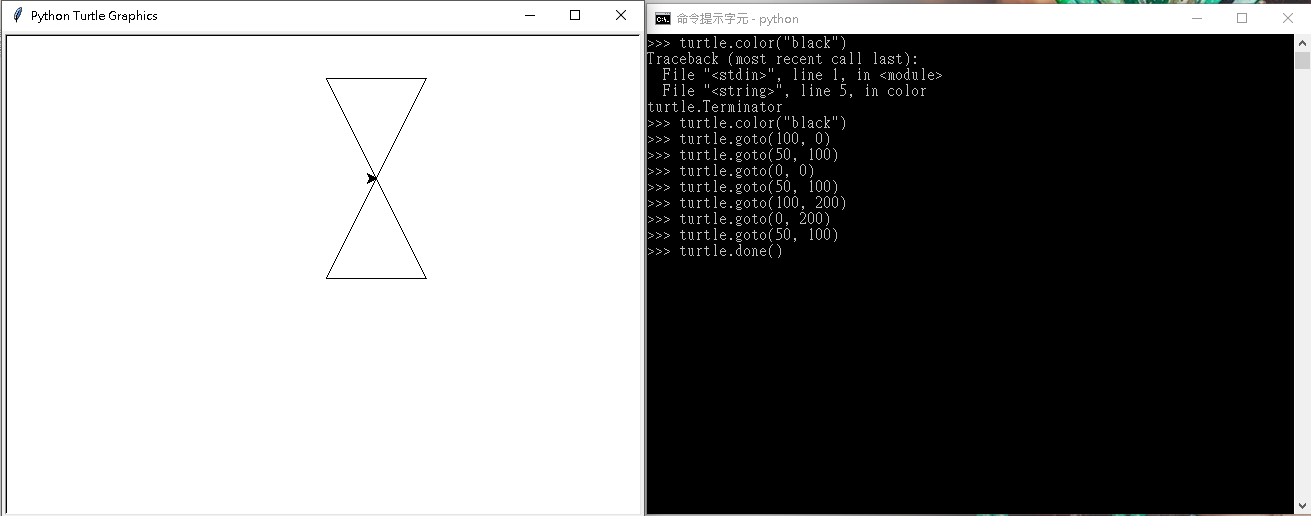 Python Turtle Graphics
命令提示字元 - python
>>> turtle.color("black")
Traceback (most recent call last):
  File "<stdin>", line 1, in <module>
  File "<string>", line 5, in color
turtle.Terminator
>>> turtle.color("black")
>>> turtle.goto(100, 0)
>>> turtle.goto(50, 100)
>>> turtle.goto(0, 0)
>>> turtle.goto(50, 100)
>>> turtle.goto(100, 200)
>>> turtle.goto(0, 200)
>>> turtle.goto(50, 100)
>>> turtle.done()